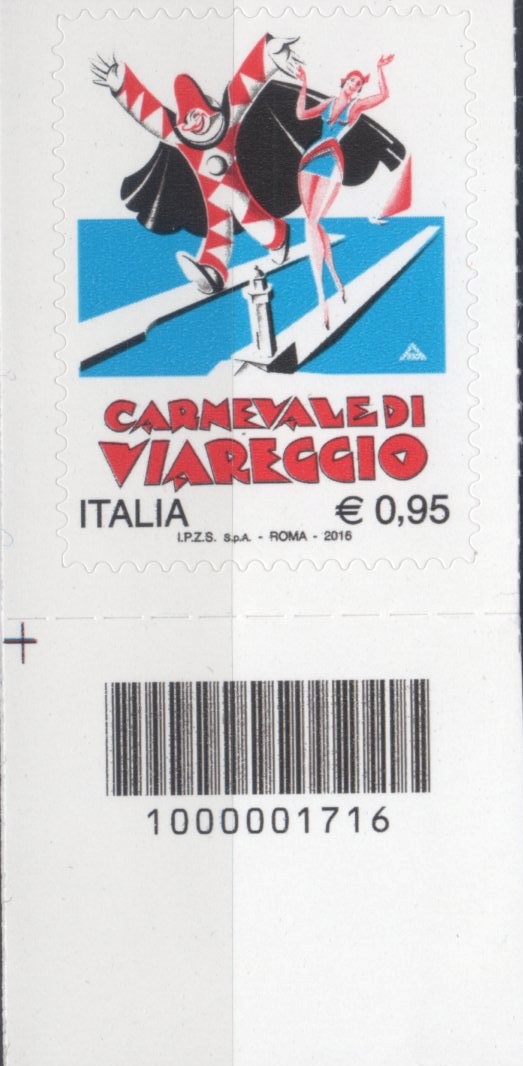 CARNEVALE DI
VIAREGGIO
ITALIA € 0,95
I.P.Z.S. S.p.A. - ROMA - 2016
1000001716